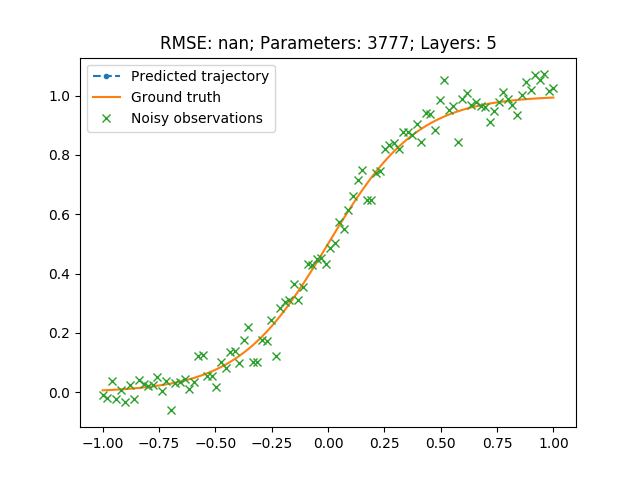 RMSE: nan; Parameters: 3777; Layers: 5
Predicted trajectory
Ground truth
Noisy observations
1.0
0.8
0.6
0.4
0.2
0.0
−1.00 −0.75 −0.50 −0.25 0.00 0.25 0.50 0.75 1.00